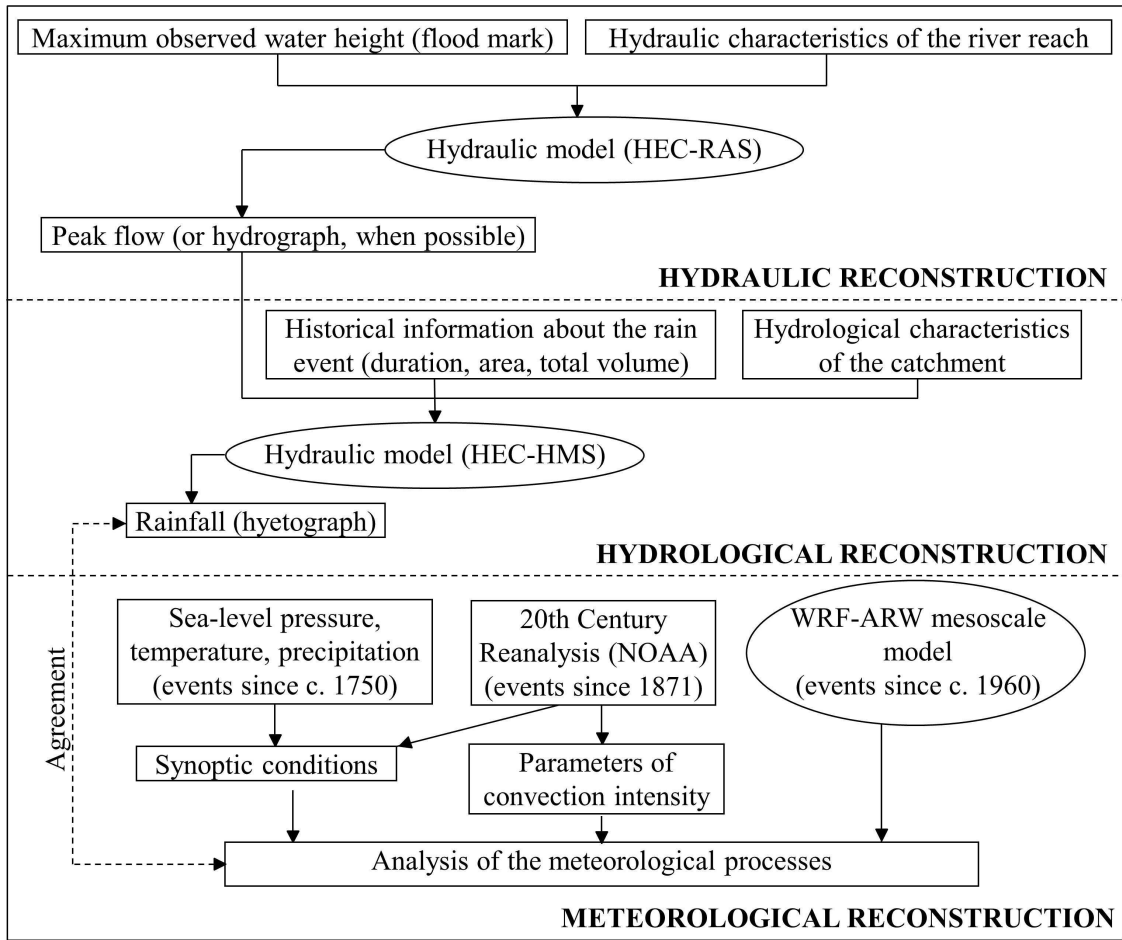 Maximum observed water height (flood mark)
Hydraulic characteristics of the river reach
Hydraulic model (HEC-RAS)
Peak flow (or hydrograph, when possible)
HYDRAULIC RECONSTRUCTION
Historical information about the rain
event (duration, area, total volume)
Hydrological characteristics
of the catchment
Hydraulic model (HEC-HMS)
Rainfall (hyetograph)
HYDROLOGICAL RECONSTRUCTION
Agreement
Sea-level pressure,
temperature, precipitation
(events since c. 1750)
20th Century
Reanalysis (NOAA)
(events since 1871)
WRF-ARW mesoscale
model
(events since c. 1960)
Synoptic conditions
Parameters of
convection intensity
Analysis of the meteorological processes
METEOROLOGICAL RECONSTRUCTION